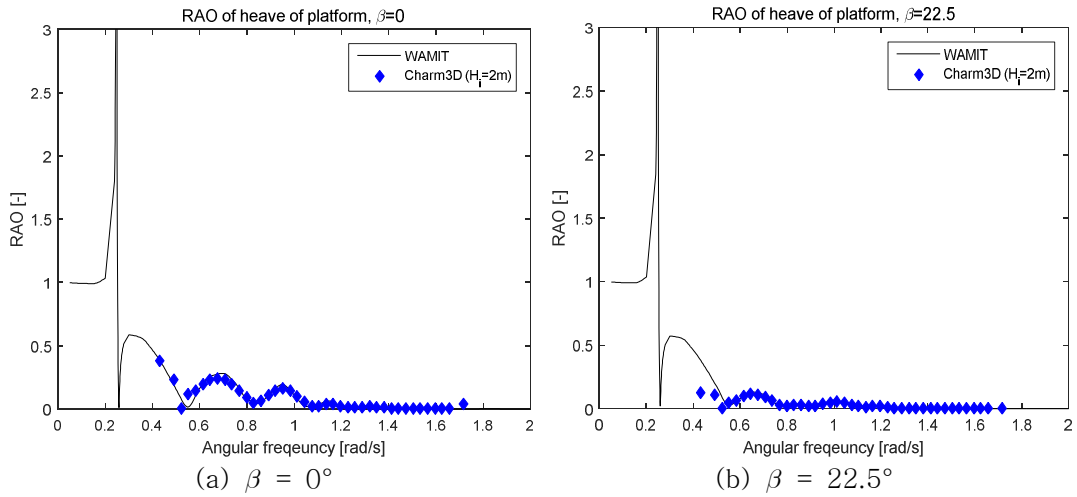 RAO of heave of platform, β=0
3
2.5
2
1.5
1
0.5
0
RAO [-]
WAMIT
Charm3D (Hi=2m)
0 0.2 0.4 0.6 0.8 1 1.2 1.4 1.6 1.8 2
Angular freqeuncy [rad/s]
(a) β = 0°
RAO of heave of platform, β=22.5
3
2.5
2
1.5
1
0.5
0
RAO [-]
WAMIT
Charm3D (Hi=2m)
0 0.2 0.4 0.6 0.8 1 1.2 1.4 1.6 1.8 2
Angular freqeuncy [rad/s]
(b) β = 22.5°